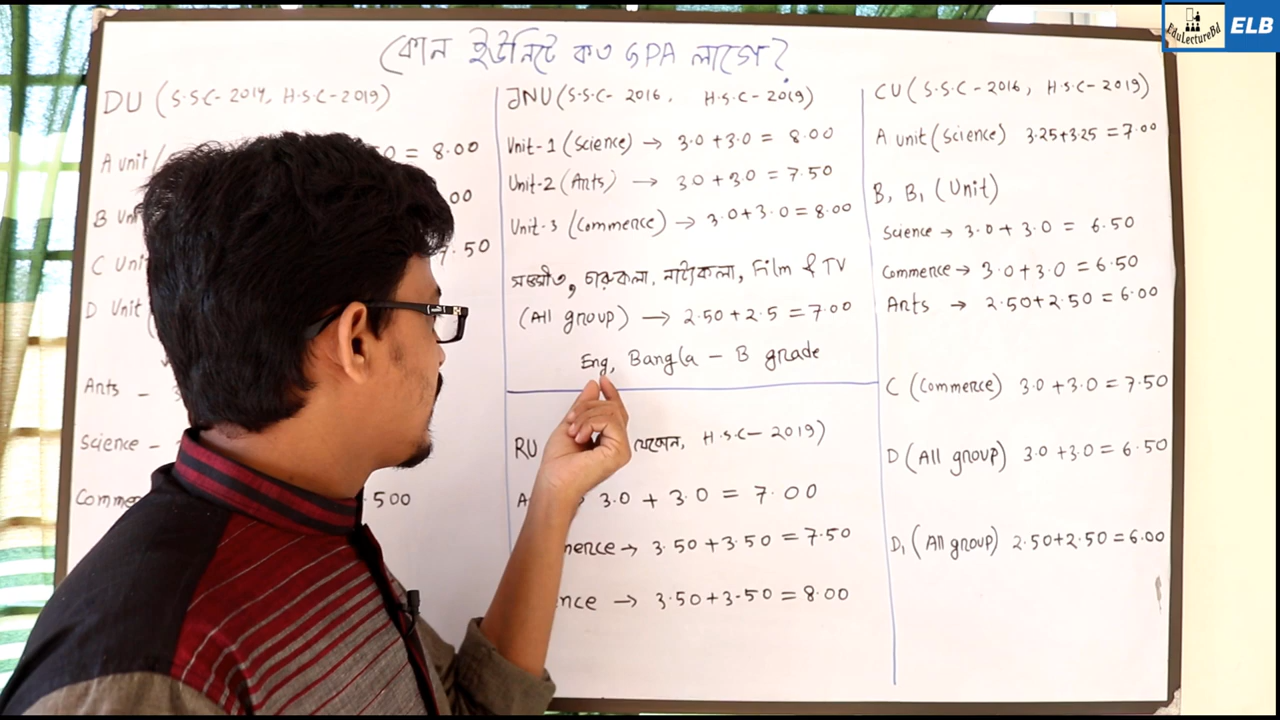 EduLectureBd ELB
কোন ইউনিটে কত GPA লাগে?
DU (S.S.C- 2014, H.S.C-2019)
A unit = 8.00
B Un .00
C Unit 7.50
D Unit
Arts -
Science -
Comme .500
JNU (S.S.C- 2016, H.S.C-2019)
Unit-1 (Science) → 3.0 +3.0 = 8.00
Unit-2 (Arts) → 3.0 +3.0 = 7.50
Unit-3 (Commerce) → 3.0+3.0 = 8.00
সঙ্গীত, চারুকলা, নাট্যকলা, Film & TV
(All group) → 2.50 +2.5 = 7.00
Eng, Bangla - B grade
RU H.S.C- 2019)
A 3.0 + 3.0 = 7.00
merce → 3.50 +3.50 = 7.50
nce → 3.50+3.50 = 8.00
CU (S.S.C- 2016, H.S.C-2019)
A unit (Science) 3.25+3.25 = 7.00
B, B₁, (Unit)
Science → 3.0+ 3.0 = 6.50
Commerce → 3.0+3.0 = 6.50
Arts → 2.50+2.50 = 6.00
C (Commerce) 3.0 +3.0 = 7.50
D (All group) 3.0 +3.0 = 6.50
D₁ (All group) 2.50+2.50 = 6.00